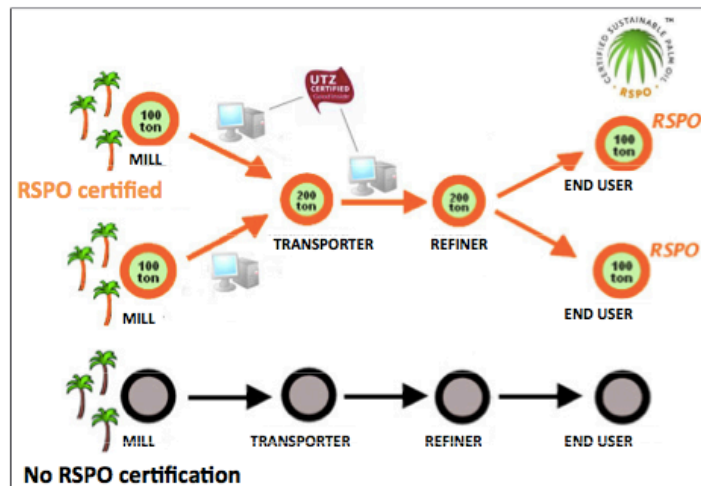 CERTIFIED SUSTAINABLE PALM OIL ™
RSPO
UTZ
CERTIFIED
100
ton
MILL
RSPO
100
ton
END USER
RSPO certified
200
ton
TRANSPORTER
200
ton
REFINER
100
ton
MILL
RSPO
100
ton
END USER
MILL
TRANSPORTER
REFINER
END USER
No RSPO certification